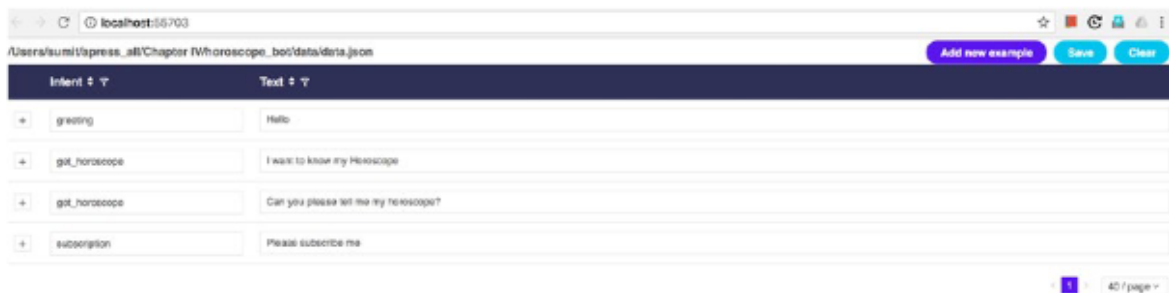 localhost:55703
/Users/sumit/apress_all/Chapter IV/horoscope_bot/data/data.json Add new example Save Clear
Intent Text
+ greeting Hello
+ get_horoscope I want to know my Horoscope
+ get_horoscope Can you please tell me my horoscope?
+ subscription Please subscribe me
1 40 / page